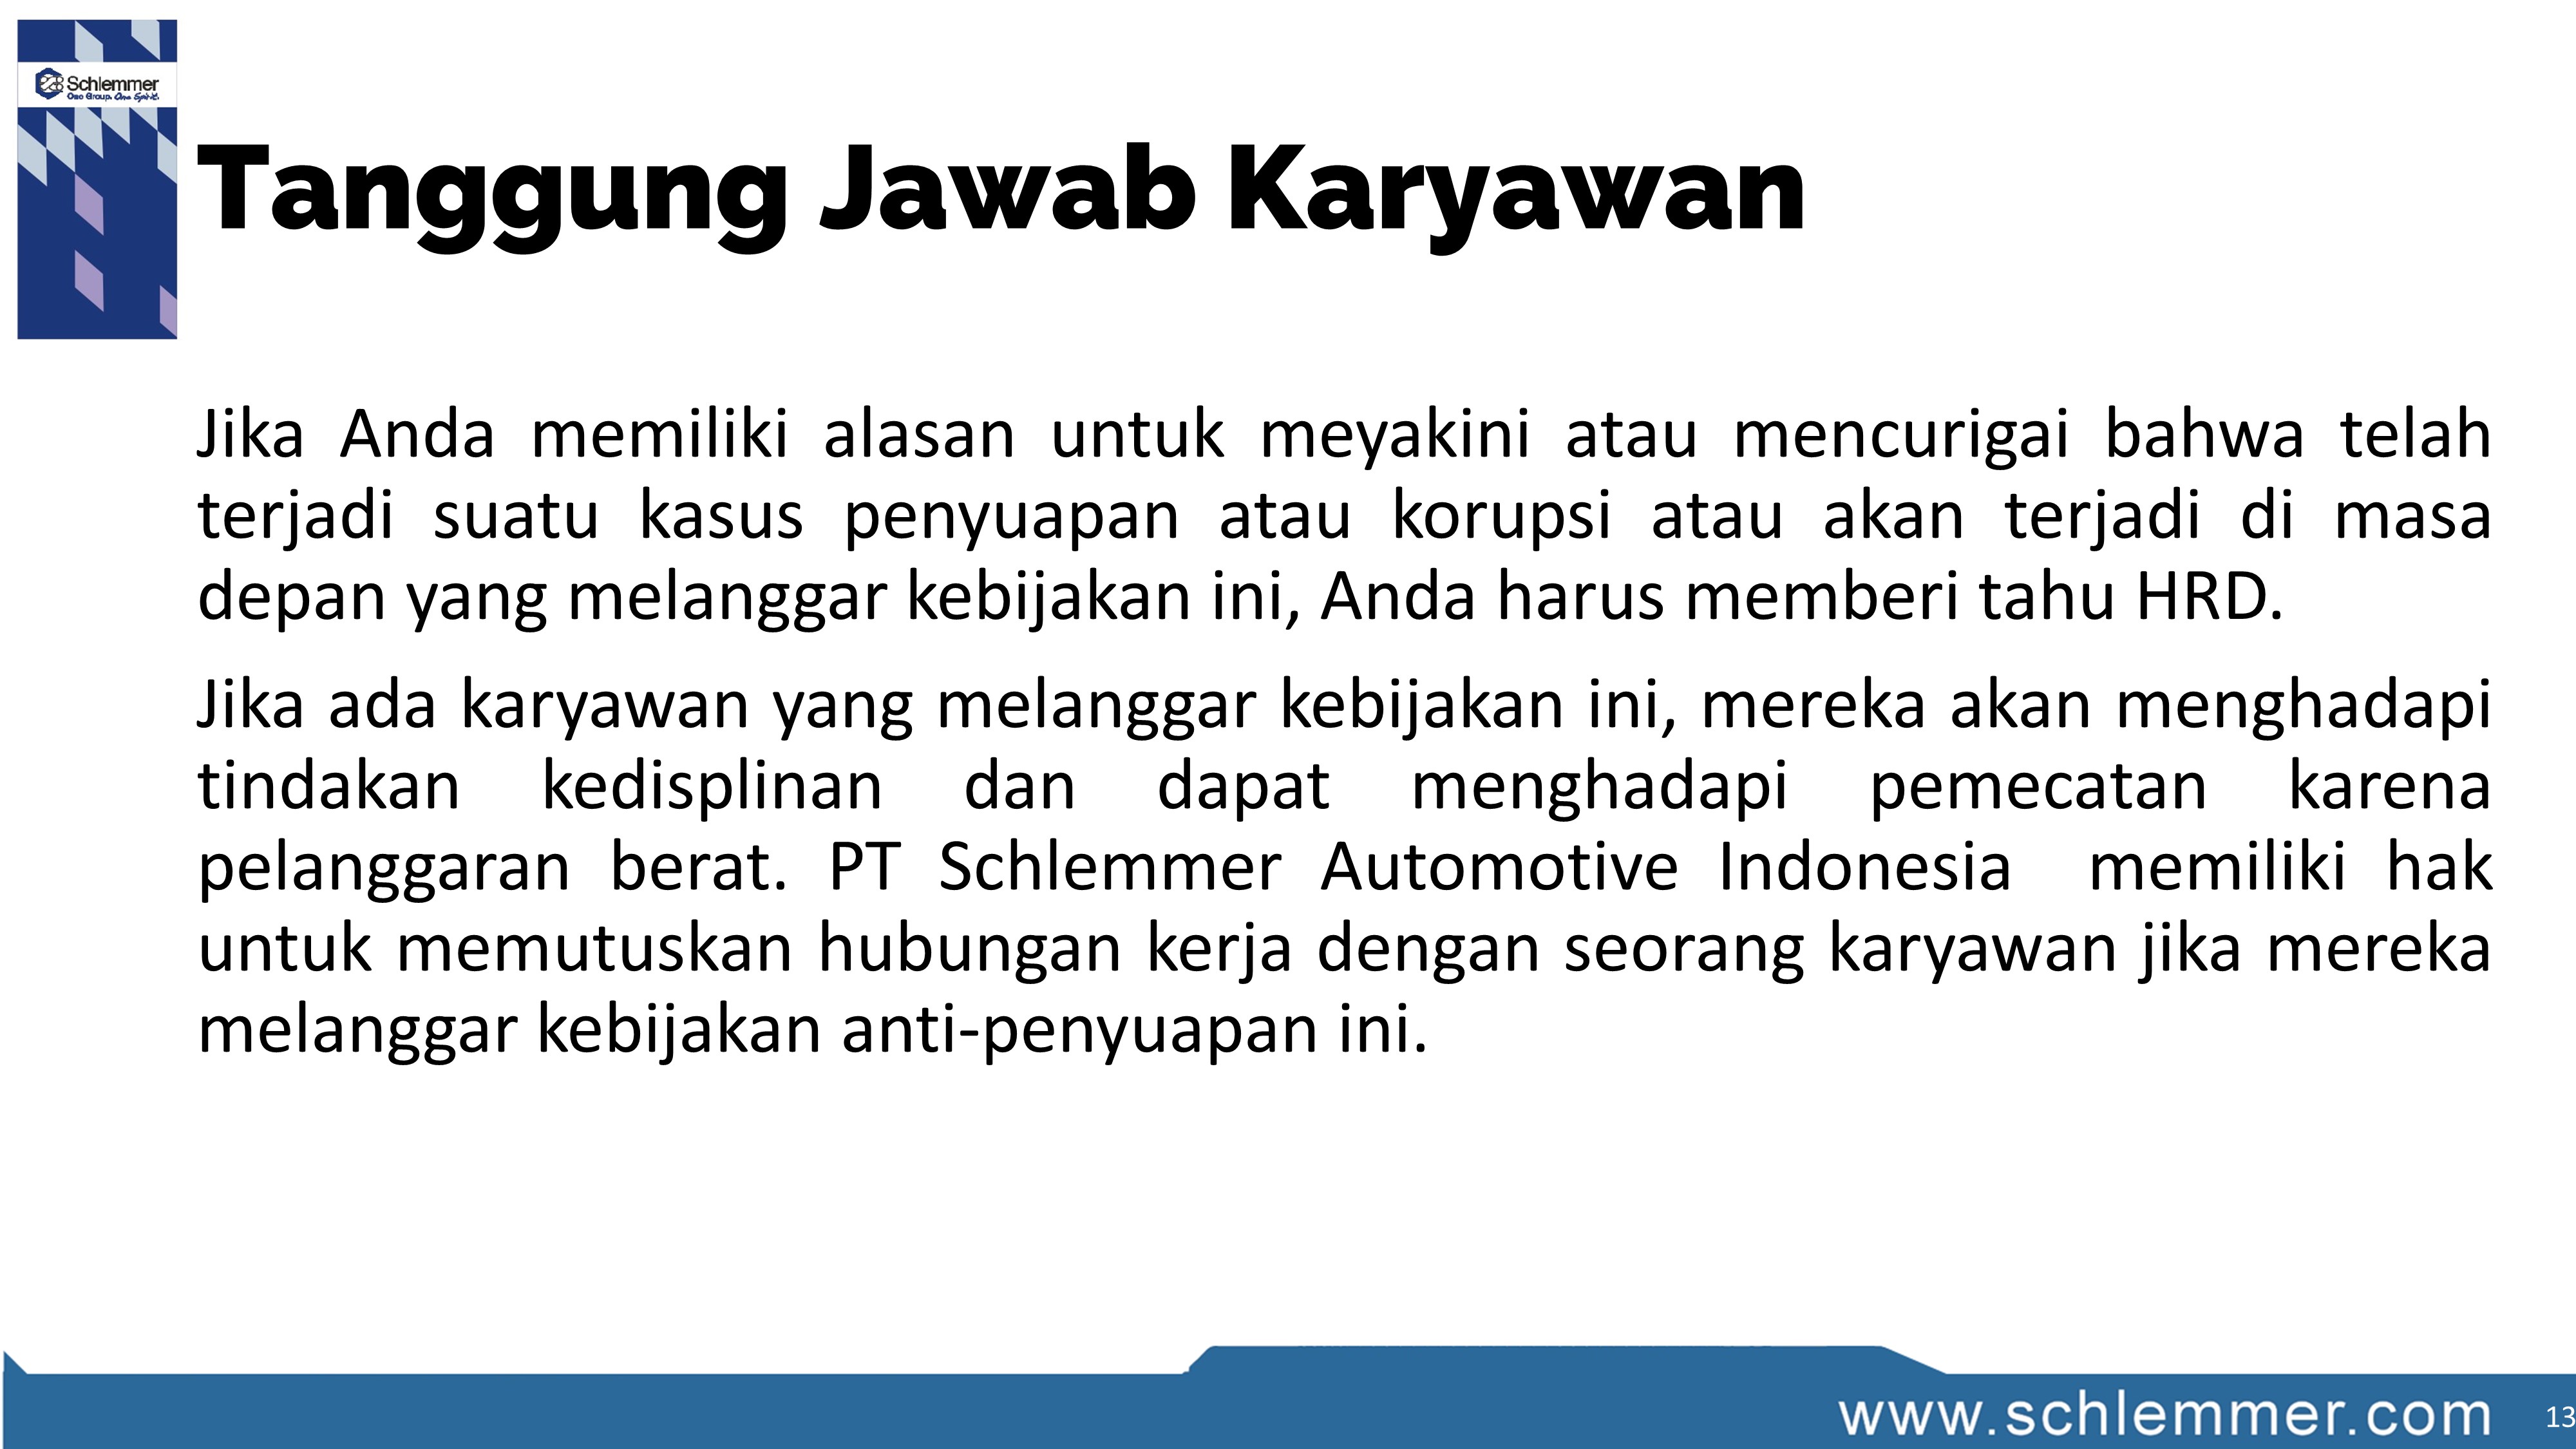 Schlemmer
One Group. One Spirit.
Tanggung Jawab Karyawan
Jika Anda memiliki alasan untuk meyakini atau mencurigai bahwa telah
terjadi suatu kasus penyuapan atau korupsi atau akan terjadi di masa
depan yang melanggar kebijakan ini, Anda harus memberi tahu HRD.
Jika ada karyawan yang melanggar kebijakan ini, mereka akan menghadapi
tindakan kedisplinan dan dapat menghadapi pemecatan karena
pelanggaran berat. PT Schlemmer Automotive Indonesia memiliki hak
untuk memutuskan hubungan kerja dengan seorang karyawan jika mereka
melanggar kebijakan anti-penyuapan ini.
www.schlemmer.com
13